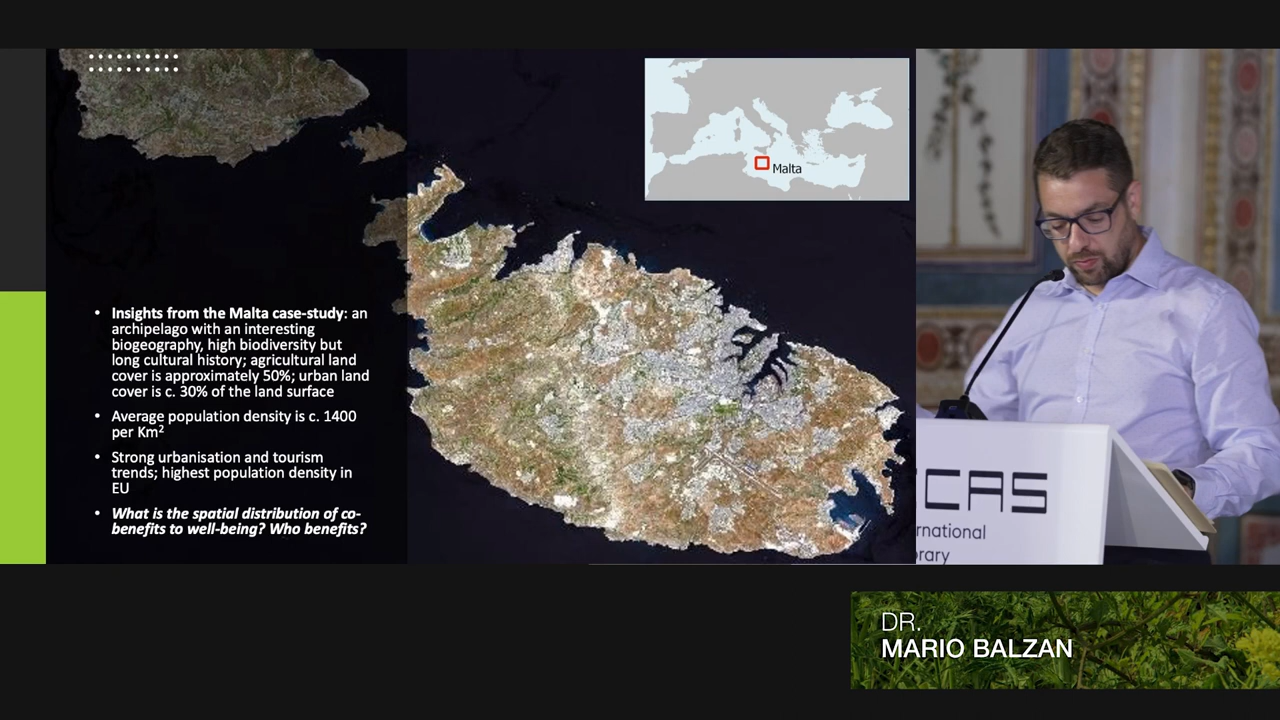 Malta
• Insights from the Malta case-study: an
archipelago with an interesting
biogeography, high biodiversity but
long cultural history; agricultural land
cover is approximately 50%; urban land
cover is c. 30% of the land surface
• Average population density is c. 1400
per Km²
• Strong urbanisation and tourism
trends; highest population density in
EU
• What is the spatial distribution of co-
benefits to well-being? Who benefits?
CAS
rnational
orary
DR.
MARIO BALZAN